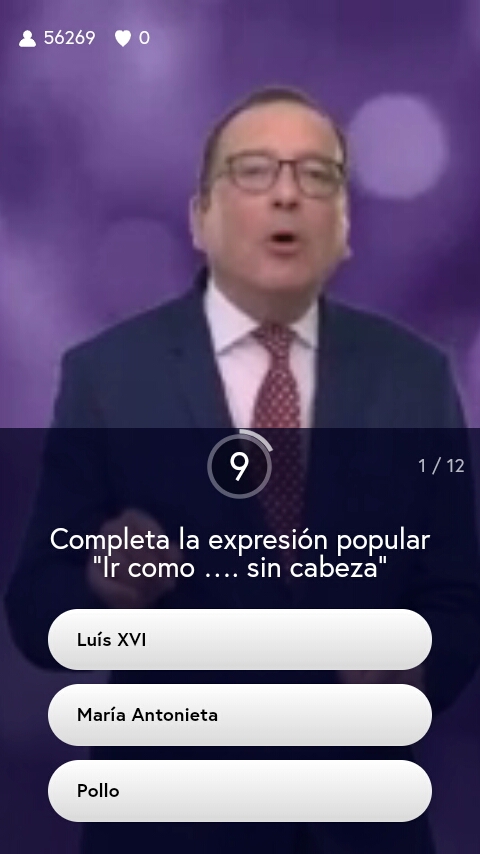 56269 0
9
1 / 12
Completa la expresión popular
"Ir como .... sin cabeza"
Luís XVI
María Antonieta
Pollo